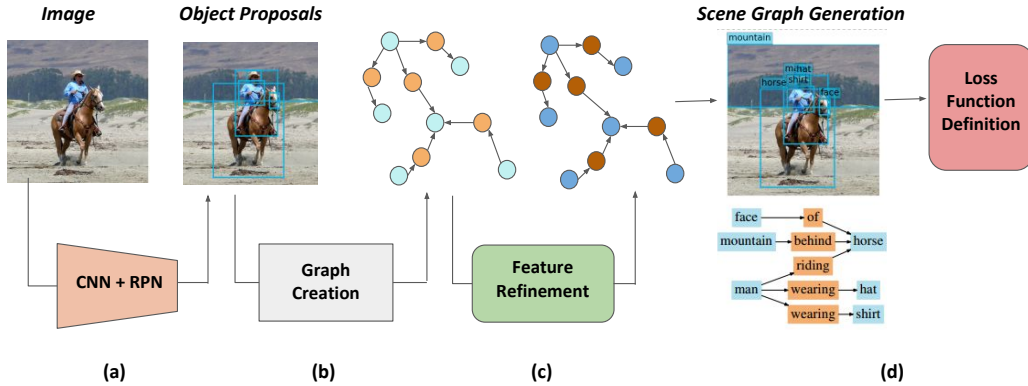 Image
Object Proposals
Scene Graph Generation
mountain
hat
shirt
horse
face
Loss
Function
Definition
CNN + RPN
Graph
Creation
Feature
Refinement
face of
mountain behind horse
riding
man wearing hat
wearing shirt
(a) (b) (c) (d)